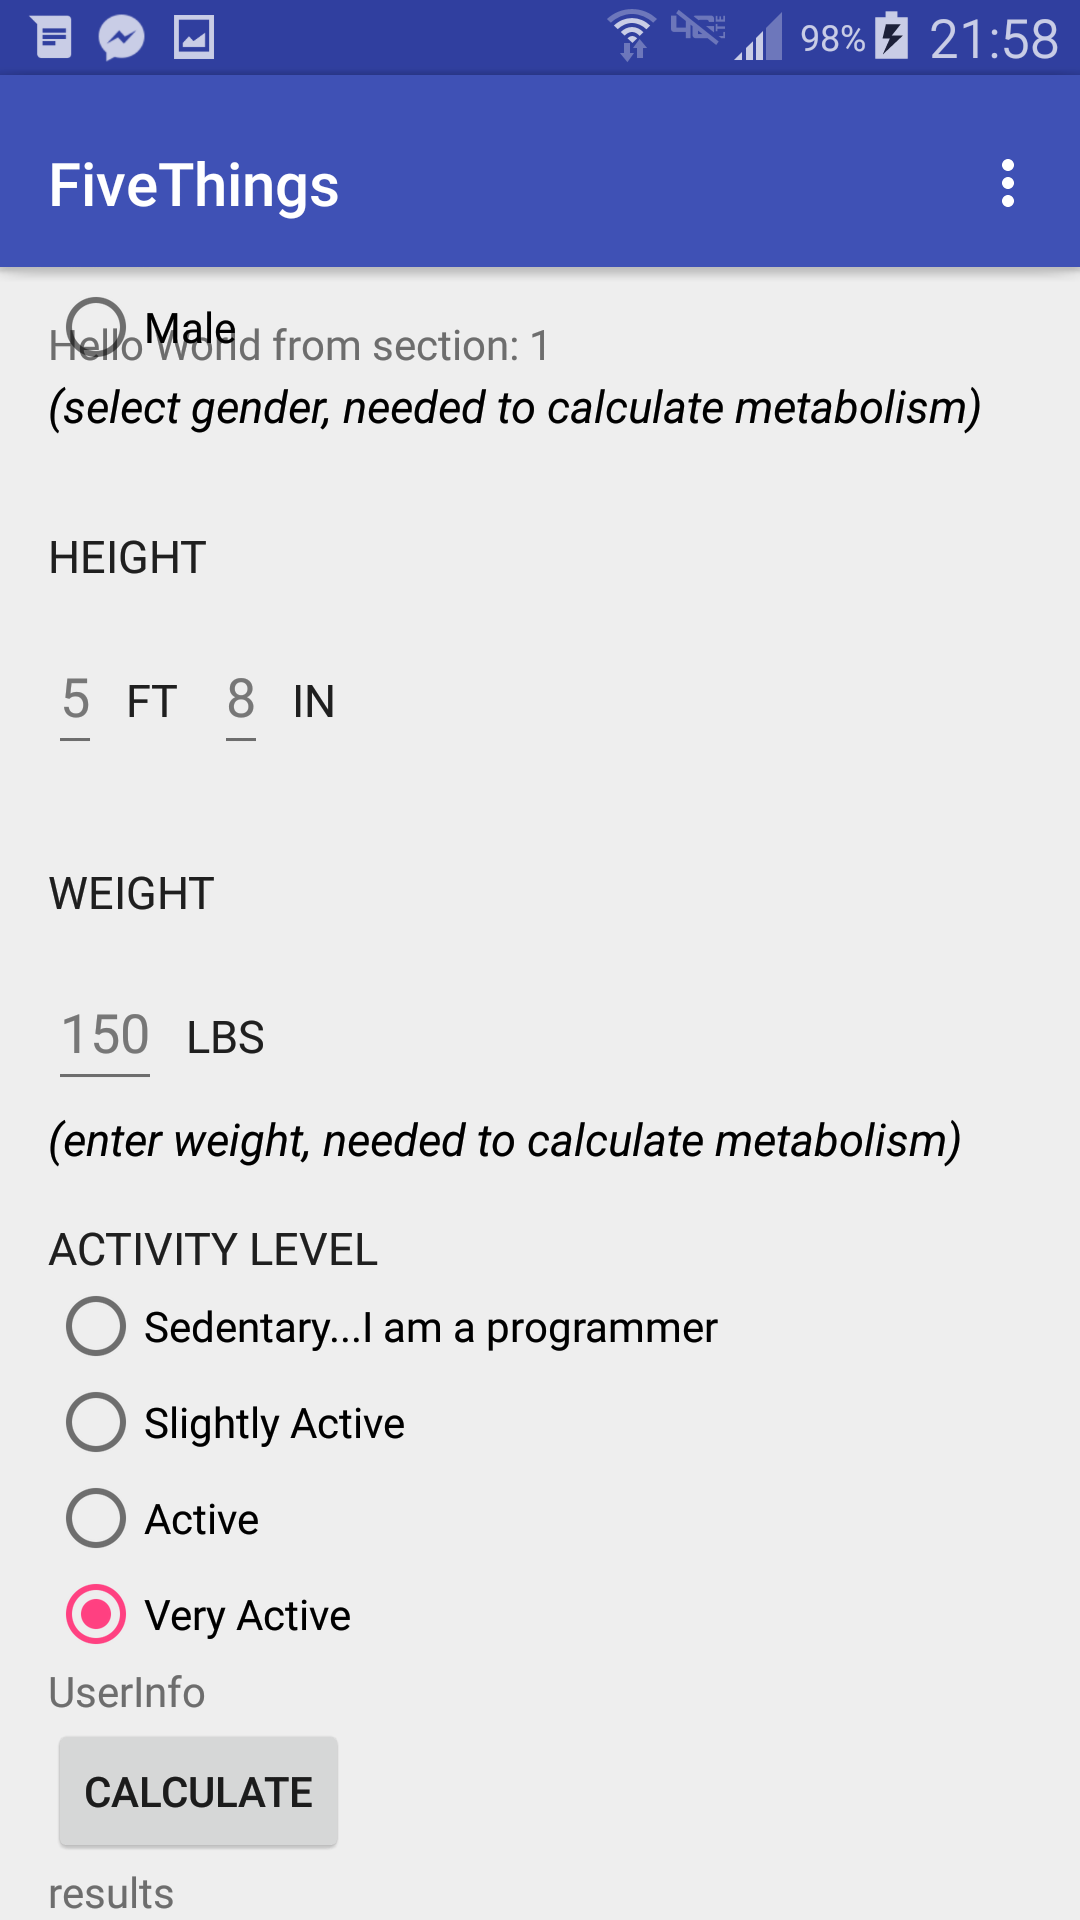 98% 21:58
FiveThings
Male
Hello World from section: 1
(select gender, needed to calculate metabolism)
HEIGHT
5 FT 8 IN
WEIGHT
150 LBS
(enter weight, needed to calculate metabolism)
ACTIVITY LEVEL
Sedentary...I am a programmer
Slightly Active
Active
Very Active
UserInfo
CALCULATE
results